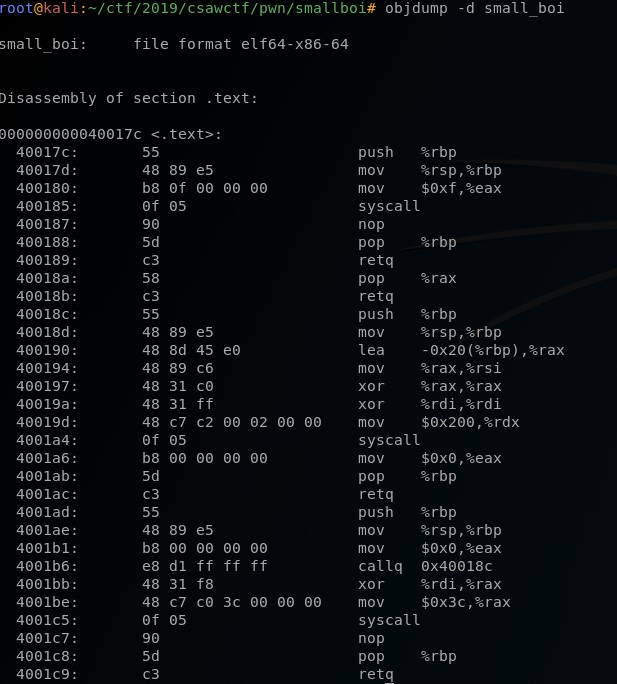 root@kali:~/ctf/2019/csawctf/pwn/smallboi# objdump -d small_boi
small_boi:     file format elf64-x86-64
Disassembly of section .text:
000000000040017c <.text>:
  40017c:       55                      push   %rbp
  40017d:       48 89 e5                mov    %rsp,%rbp
  400180:       b8 0f 00 00 00          mov    $0xf,%eax
  400185:       0f 05                   syscall
  400187:       90                      nop
  400188:       5d                      pop    %rbp
  400189:       c3                      retq
  40018a:       58                      pop    %rax
  40018b:       c3                      retq
  40018c:       55                      push   %rbp
  40018d:       48 89 e5                mov    %rsp,%rbp
  400190:       48 8d 45 e0             lea    -0x20(%rbp),%rax
  400194:       48 89 c6                mov    %rax,%rsi
  400197:       48 31 c0                xor    %rax,%rax
  40019a:       48 31 ff                xor    %rdi,%rdi
  40019d:       48 c7 c2 00 02 00 00    mov    $0x200,%rdx
  4001a4:       0f 05                   syscall
  4001a6:       b8 00 00 00 00          mov    $0x0,%eax
  4001ab:       5d                      pop    %rbp
  4001ac:       c3                      retq
  4001ad:       55                      push   %rbp
  4001ae:       48 89 e5                mov    %rsp,%rbp
  4001b1:       b8 00 00 00 00          mov    $0x0,%eax
  4001b6:       e8 d1 ff ff ff          callq  0x40018c
  4001bb:       48 31 f8                xor    %rdi,%rax
  4001be:       48 c7 c0 3c 00 00 00    mov    $0x3c,%rax
  4001c5:       0f 05                   syscall
  4001c7:       90                      nop
  4001c8:       5d                      pop    %rbp
  4001c9:       c3                      retq